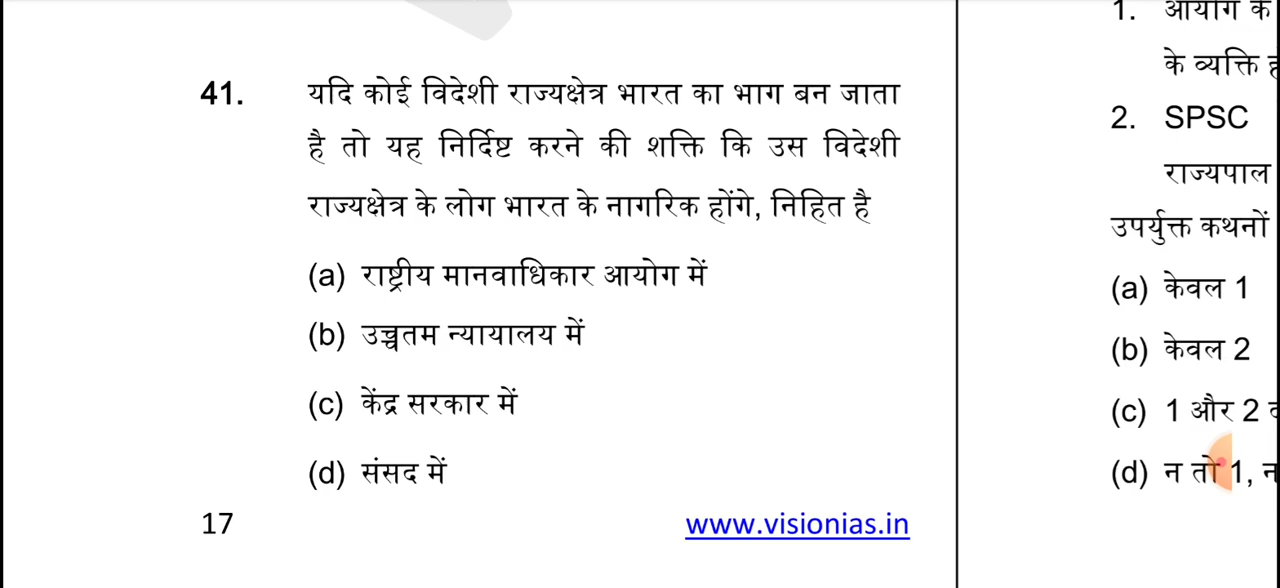 41. यदि कोई विदेशी राज्यक्षेत्र भारत का भाग बन जाता
है तो यह निर्दिष्ट करने की शक्ति कि उस विदेशी
राज्यक्षेत्र के लोग भारत के नागरिक होंगे, निहित है
(a) राष्ट्रीय मानवाधिकार आयोग में
(b) उच्चतम न्यायालय में
(c) केंद्र सरकार में
(d) संसद में
17 www.visionias.in
1. आयोग के
के व्यक्ति
2. SPSC
राज्यपाल
उपर्युक्त कथनों
(a) केवल 1
(b) केवल 2
(c) 1 और 2
(d) न तो 1,